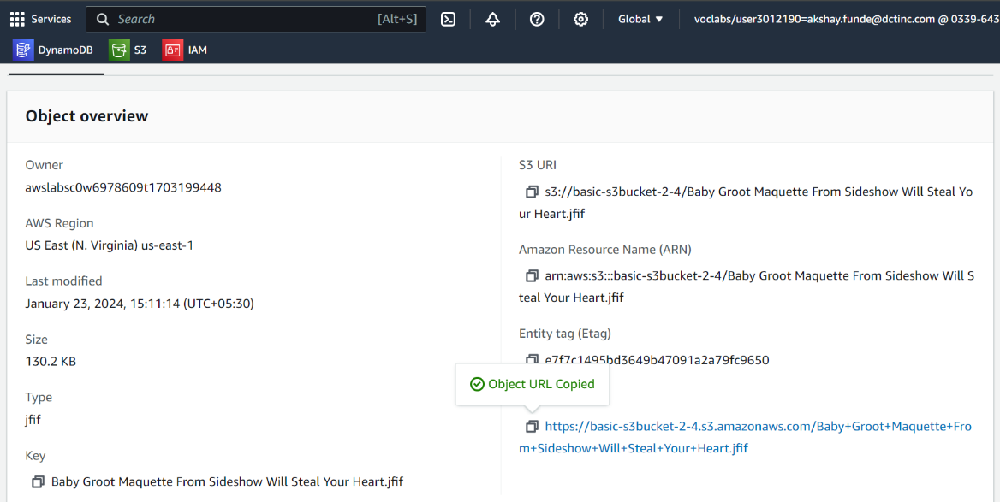 Services
Search
[Alt+S]
Global
voclabs/user3012190=akshay.funde@dctinc.com @ 0339-643
DynamoDB
S3
IAM
Object overview
Owner
awslabsc0w6978609t1703199448
AWS Region
US East (N. Virginia) us-east-1
Last modified
January 23, 2024, 15:11:14 (UTC+05:30)
Size
130.2 KB
Type
jfif
Key
Baby Groot Maquette From Sideshow Will Steal Your Heart.jfif
S3 URI
s3://basic-s3bucket-2-4/Baby Groot Maquette From Sideshow Will Steal Yo
ur Heart.jfif
Amazon Resource Name (ARN)
arn:aws:s3:::basic-s3bucket-2-4/Baby Groot Maquette From Sideshow Will S
teal Your Heart.jfif
Entity tag (Etag)
e7f7c1495bd3649b47091a2a79fc9650
Object URL Copied
https://basic-s3bucket-2-4.s3.amazonaws.com/Baby+Groot+Maquette+Fro
m+Sideshow+Will+Steal+Your+Heart.jfif